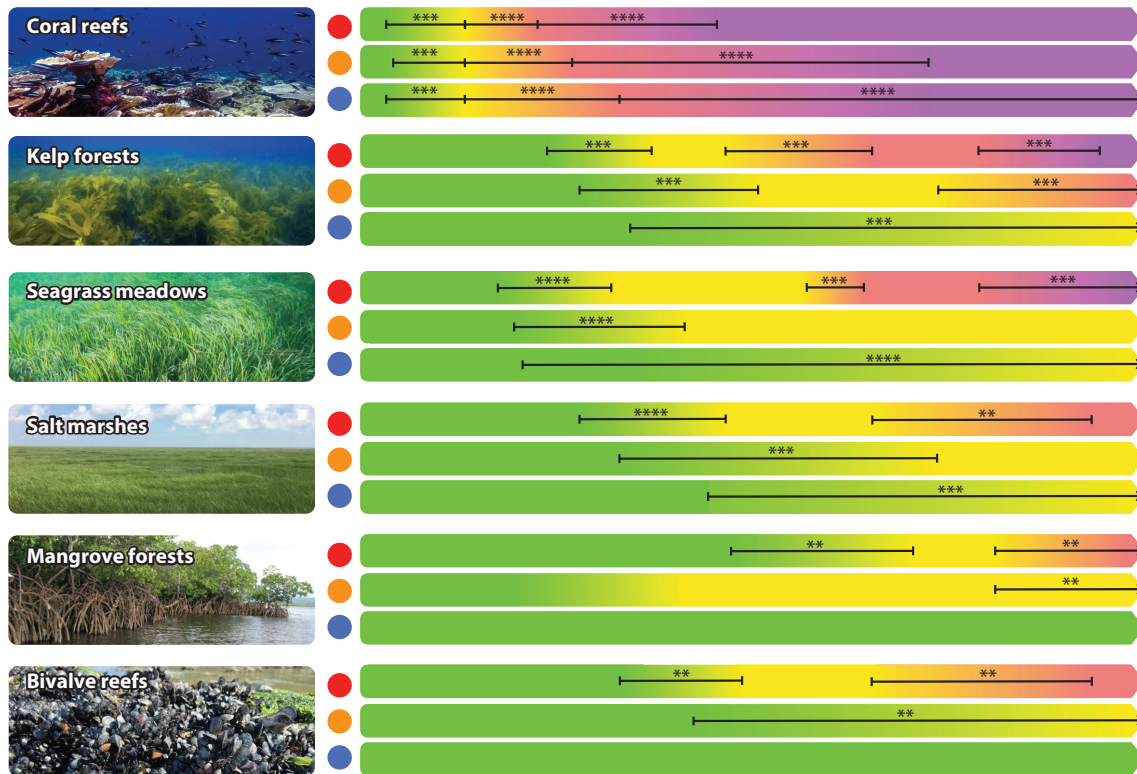 Coral reefs
*** **** ****
*** **** ****
*** **** ****
Kelp forests
*** *** ***
*** ***
***
Seagrass meadows
**** *** ***
****
****
Salt marshes
**** **
***
***
Mangrove forests
** **
**
Bivalve reefs
** **
**